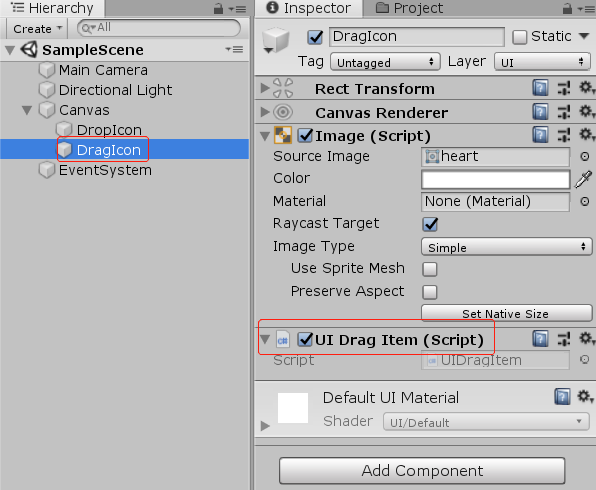 Hierarchy
Create
All
SampleScene
Main Camera
Directional Light
Canvas
DropIcon
DragIcon
EventSystem
Inspector
Project
DragIcon
Static
Tag
Untagged
Layer
UI
Rect Transform
Canvas Renderer
Image (Script)
Source Image
heart
Color
Material
None (Material)
Raycast Target
Image Type
Simple
Use Sprite Mesh
Preserve Aspect
Set Native Size
UI Drag Item (Script)
Script
UIDragItem
Default UI Material
Shader
UI/Default
Add Component